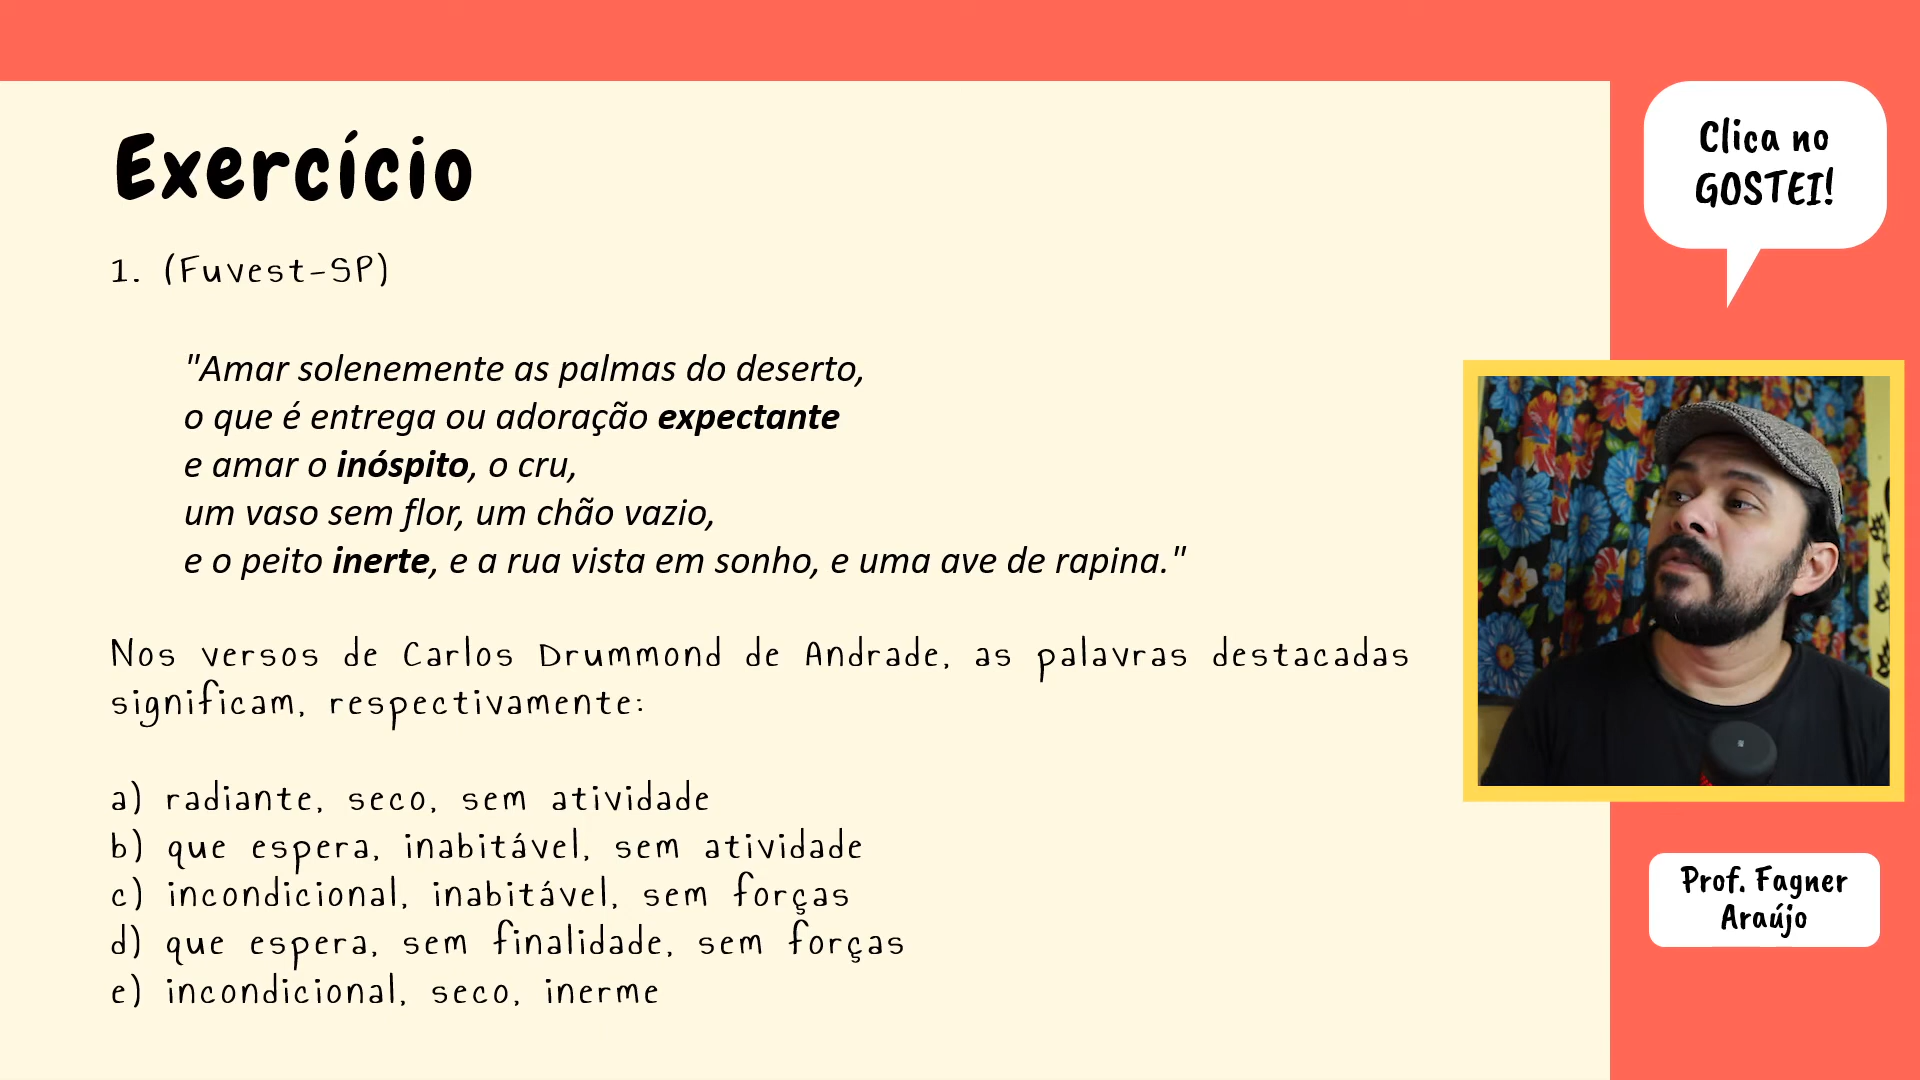 Exercício
1. (Fuvest-SP)
"Amar solenemente as palmas do deserto,
o que é entrega ou adoração expectante
e amar o inóspito, o cru,
um vaso sem flor, um chão vazio,
e o peito inerte, e a rua vista em sonho, e uma ave de rapina."
Nos versos de Carlos Drummond de Andrade, as palavras destacadas
significam, respectivamente:
a) radiante, seco, sem atividade
b) que espera, inabitável, sem atividade
c) incondicional, inabitável, sem forças
d) que espera, sem finalidade, sem forças
e) incondicional, seco, inerme
Clica no
GOSTEI!
Prof. Fagner
Araújo